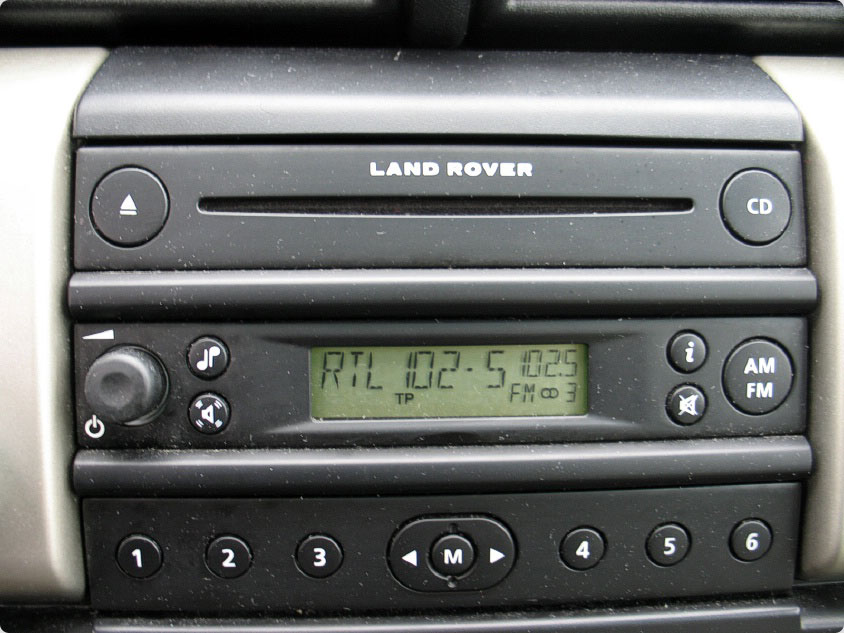 LAND ROVER
CD
RTL 102-5 102.5
TP FM 3
i
AM
FM
1 2 3 M 4 5 6